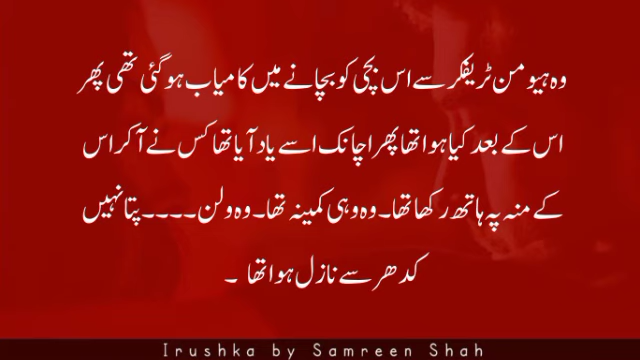 وہ ہیومن ٹریفکر سے اس بچی کو بچانے میں کامیاب ہو گئی تھی پھر
اس کے بعد کیا ہوا تھا پھر اچانک اسے یاد آیا تھا کس نے آ کر اس
کے منہ پہ ہاتھ رکھا تھا۔ وہ وہی کمینہ تھا۔ وہ ولن۔۔۔۔ پتا نہیں
کدھر سے نازل ہوا تھا ۔
Irushka by Samreen Shah